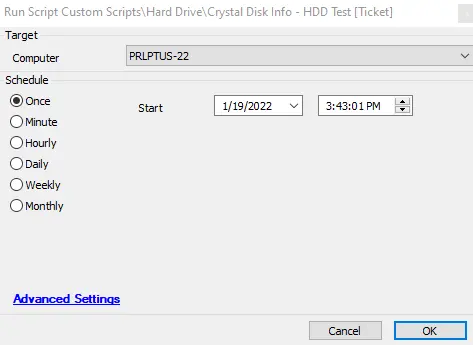 Run Script Custom Scripts\Hard Drive\Crystal Disk Info - HDD Test [Ticket]
Target
Computer PRLPTUS-22
Schedule
Once Start 1/19/2022 3:43:01 PM
Minute
Hourly
Daily
Weekly
Monthly
Advanced Settings
Cancel OK